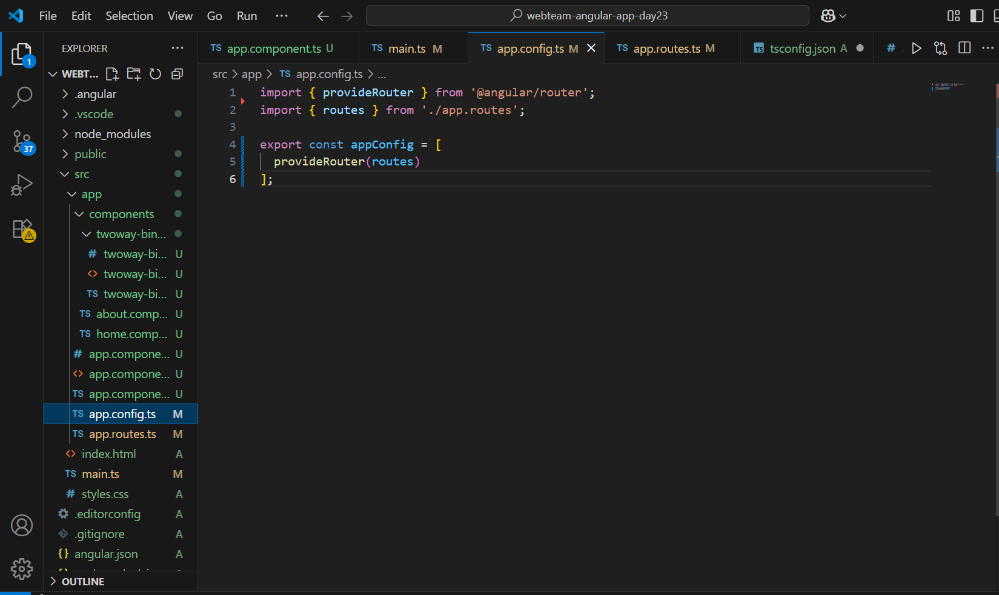 File Edit Selection View Go Run ···
webteam-angular-app-day23
EXPLORER ···
TS app.component.ts U
TS main.ts M
TS app.config.ts M
TS app.routes.ts M
TS tsconfig.json A
#
1
37
src > app > TS app.config.ts > ...
WEBT...
.angular
.vscode
node_modules
public
src
app
components
twoway-bin...
# twoway-bi... U
<> twoway-bi... U
TS twoway-bi... U
TS about.comp... U
TS home.comp... U
# app.compone... U
<> app.compone... U
TS app.compone... U
TS app.config.ts M
TS app.routes.ts M
<> index.html A
TS main.ts M
# styles.css A
.editorconfig A
.gitignore A
{} angular.json A
OUTLINE
1 import { provideRouter } from '@angular/router';
2 import { routes } from './app.routes';
3
4 export const appConfig = [
5 provideRouter(routes)
6 ];